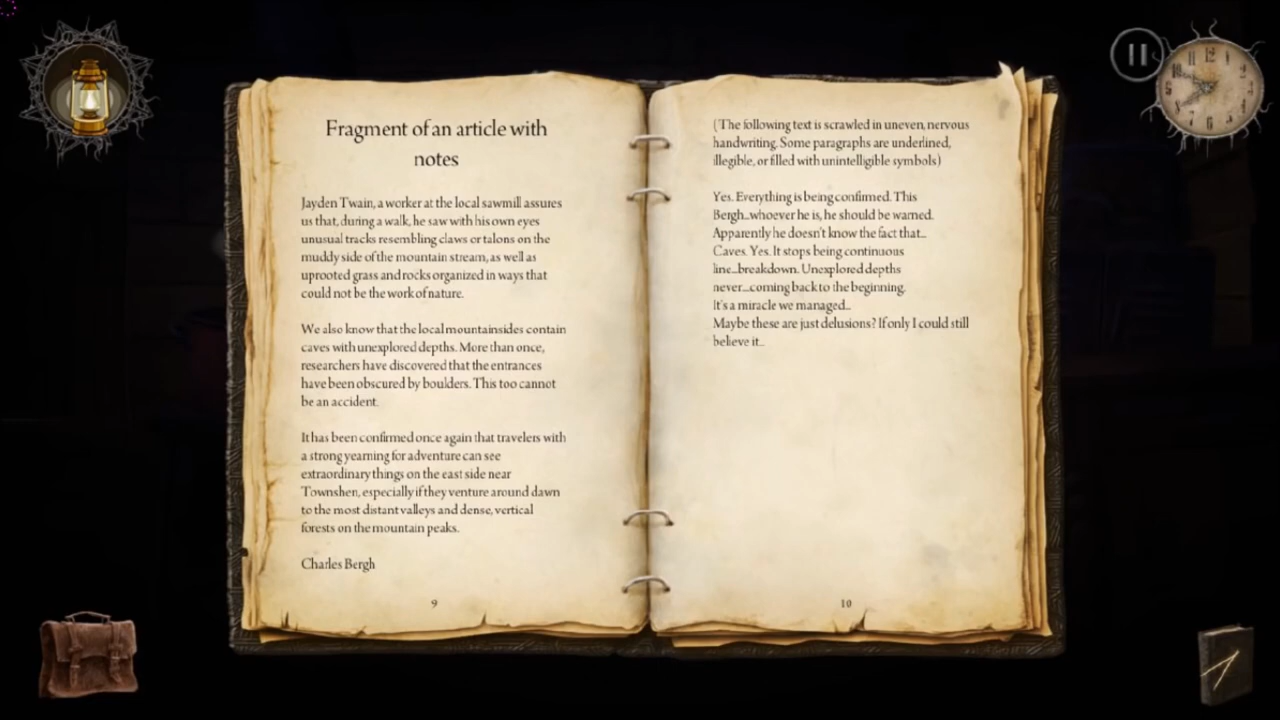 Fragment of an article with
notes
Jayden Twain, a worker at the local sawmill assures
us that, during a walk, he saw with his own eyes
unusual tracks resembling claws or talons on the
muddy side of the mountain stream, as well as
uprooted grass and rocks organized in ways that
could not be the work of nature.
We also know that the local mountainsides contain
caves with unexplored depths. More than once,
researchers have discovered that the entrances
have been obscured by boulders. This too cannot
be an accident.
It has been confirmed once again that travelers with
a strong yearning for adventure can see
extraordinary things on the east side near
Townshen, especially if they venture around dawn
to the most distant valleys and dense, vertical
forests on the mountain peaks.
Charles Bergh
9
(The following text is scrawled in uneven, nervous
handwriting. Some paragraphs are underlined,
illegible, or filled with unintelligible symbols)
Yes. Everything is being confirmed. This
Bergh...whoever he is, he should be warned.
Apparently he doesn't know the fact that...
Caves. Yes. It stops being continuous
line...breakdown. Unexplored depths
never...coming back to the beginning.
It's a miracle we managed...
Maybe these are just delusions? If only I could still
believe it...
10